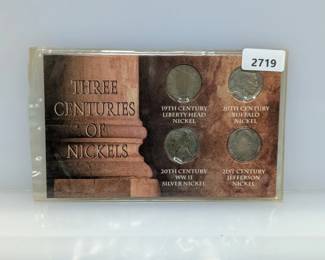 2719
THREE
CENTURIES
OF
NICKELS
19TH CENTURY
LIBERTY HEAD
NICKEL
20TH CENTURY
BUFFALO
NICKEL
20TH CENTURY
WW II
SILVER NICKEL
21ST CENTURY
JEFFERSON
NICKEL